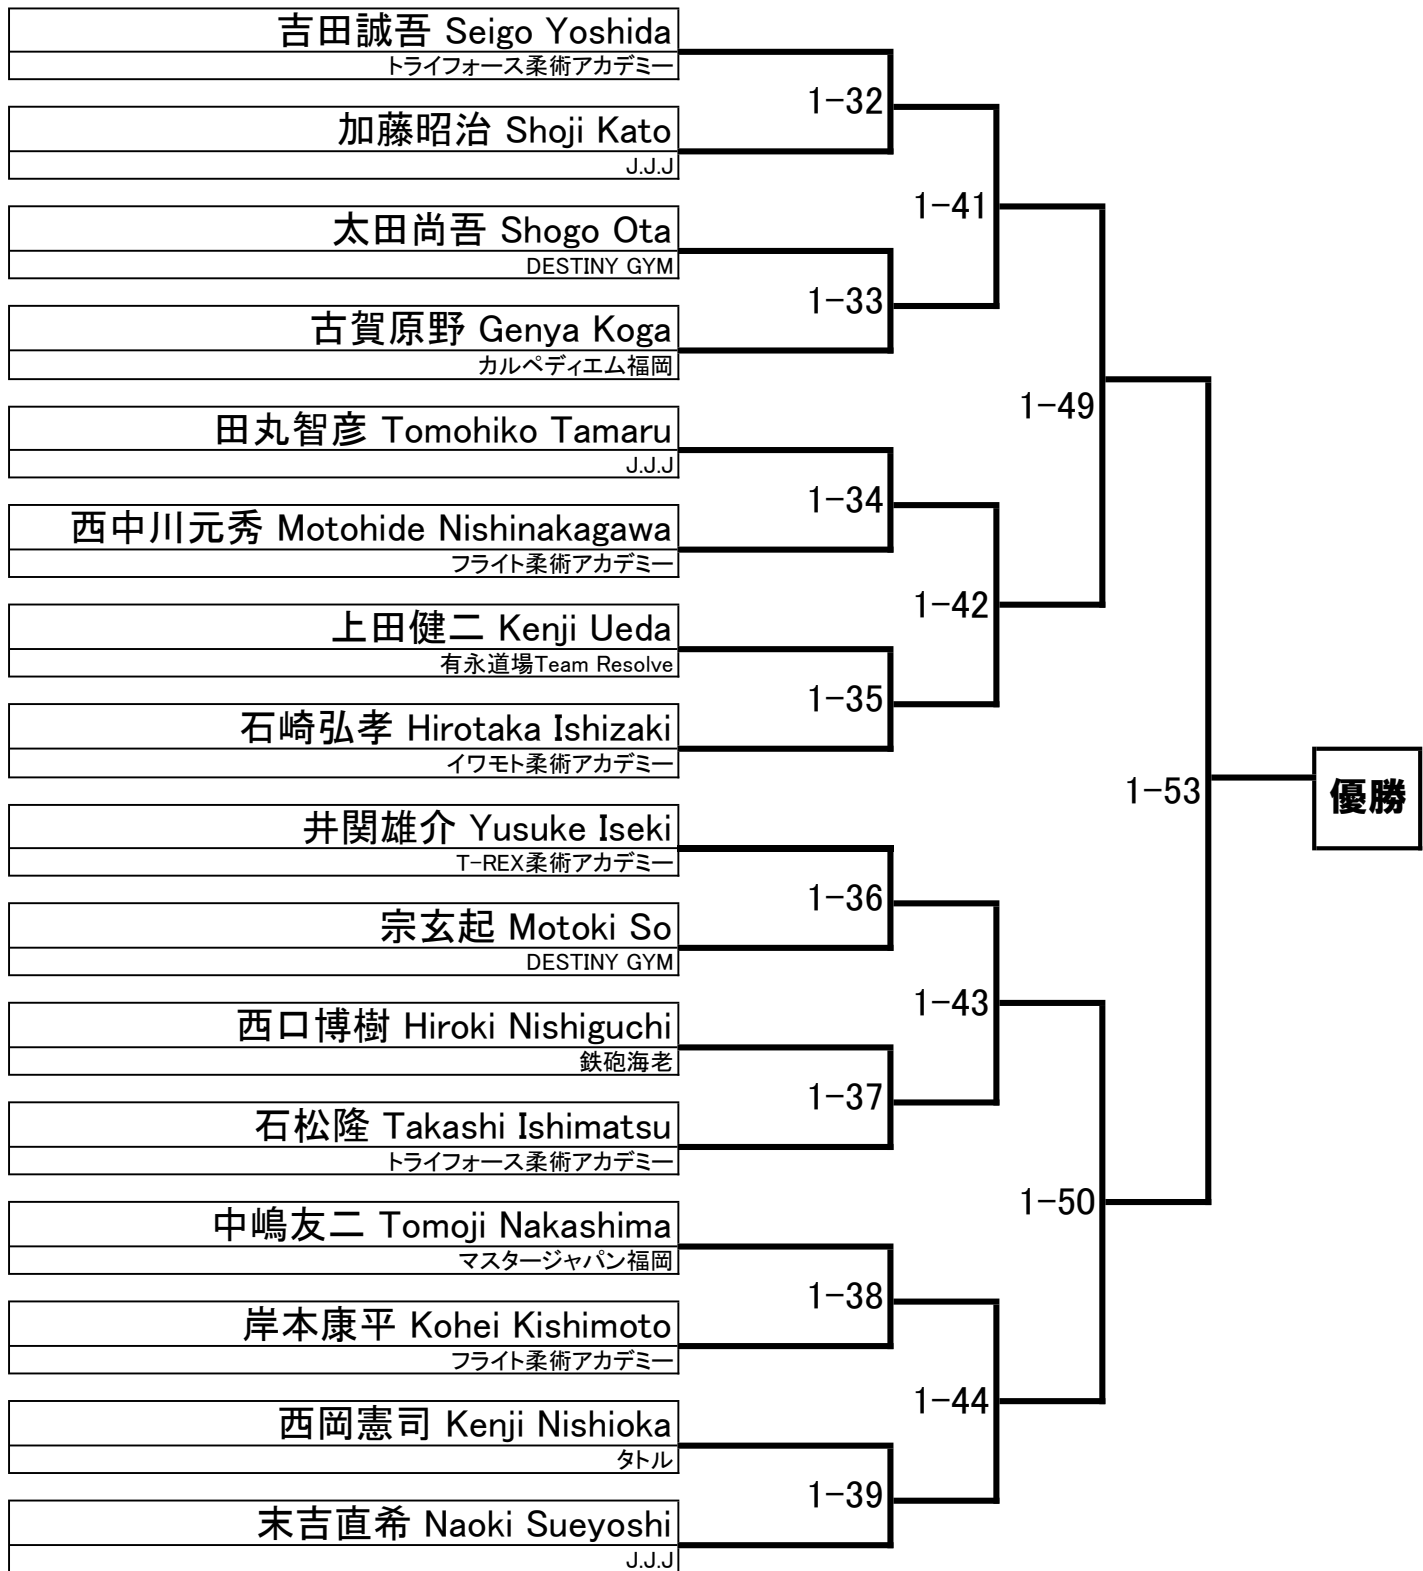 吉田誠吾 Seigo Yoshida
トライフォース柔術アカデミー
1-32
加藤昭治 Shoji Kato
J.J.J
1-41
太田尚吾 Shogo Ota
DESTINY GYM
1-33
古賀原野 Genya Koga
カルペディエム福岡
1-49
田丸智彦 Tomohiko Tamaru
J.J.J
1-34
西中川元秀 Motohide Nishinakagawa
フライト柔術アカデミー
1-42
上田健二 Kenji Ueda
有永道場Team Resolve
1-35
石崎弘孝 Hirotaka Ishizaki
イワモト柔術アカデミー
1-53
優勝
井関雄介 Yusuke Iseki
T-REX柔術アカデミー
1-36
宗玄起 Motoki So
DESTINY GYM
1-43
西口博樹 Hiroki Nishiguchi
鉄砲海老
1-37
石松隆 Takashi Ishimatsu
トライフォース柔術アカデミー
1-50
中嶋友二 Tomoji Nakashima
マスタージャパン福岡
1-38
岸本康平 Kohei Kishimoto
フライト柔術アカデミー
1-44
西岡憲司 Kenji Nishioka
タトル
1-39
末吉直希 Naoki Sueyoshi
J.J.J